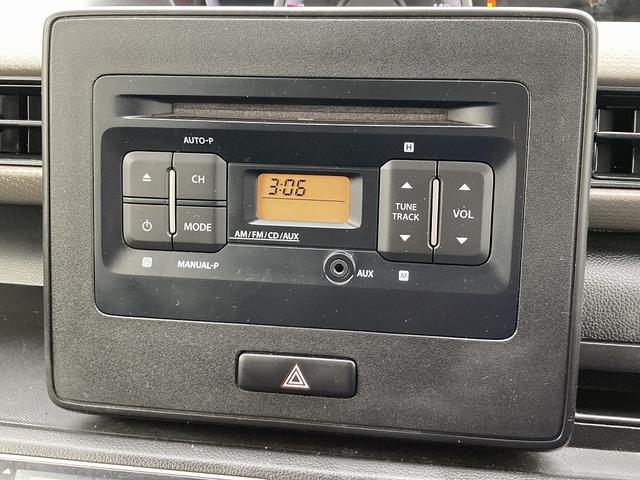 AUTO-P
H
CH
3:06
TUNE
TRACK
VOL
MODE
AM/FM/CD/AUX
MANUAL-P
AUX
M